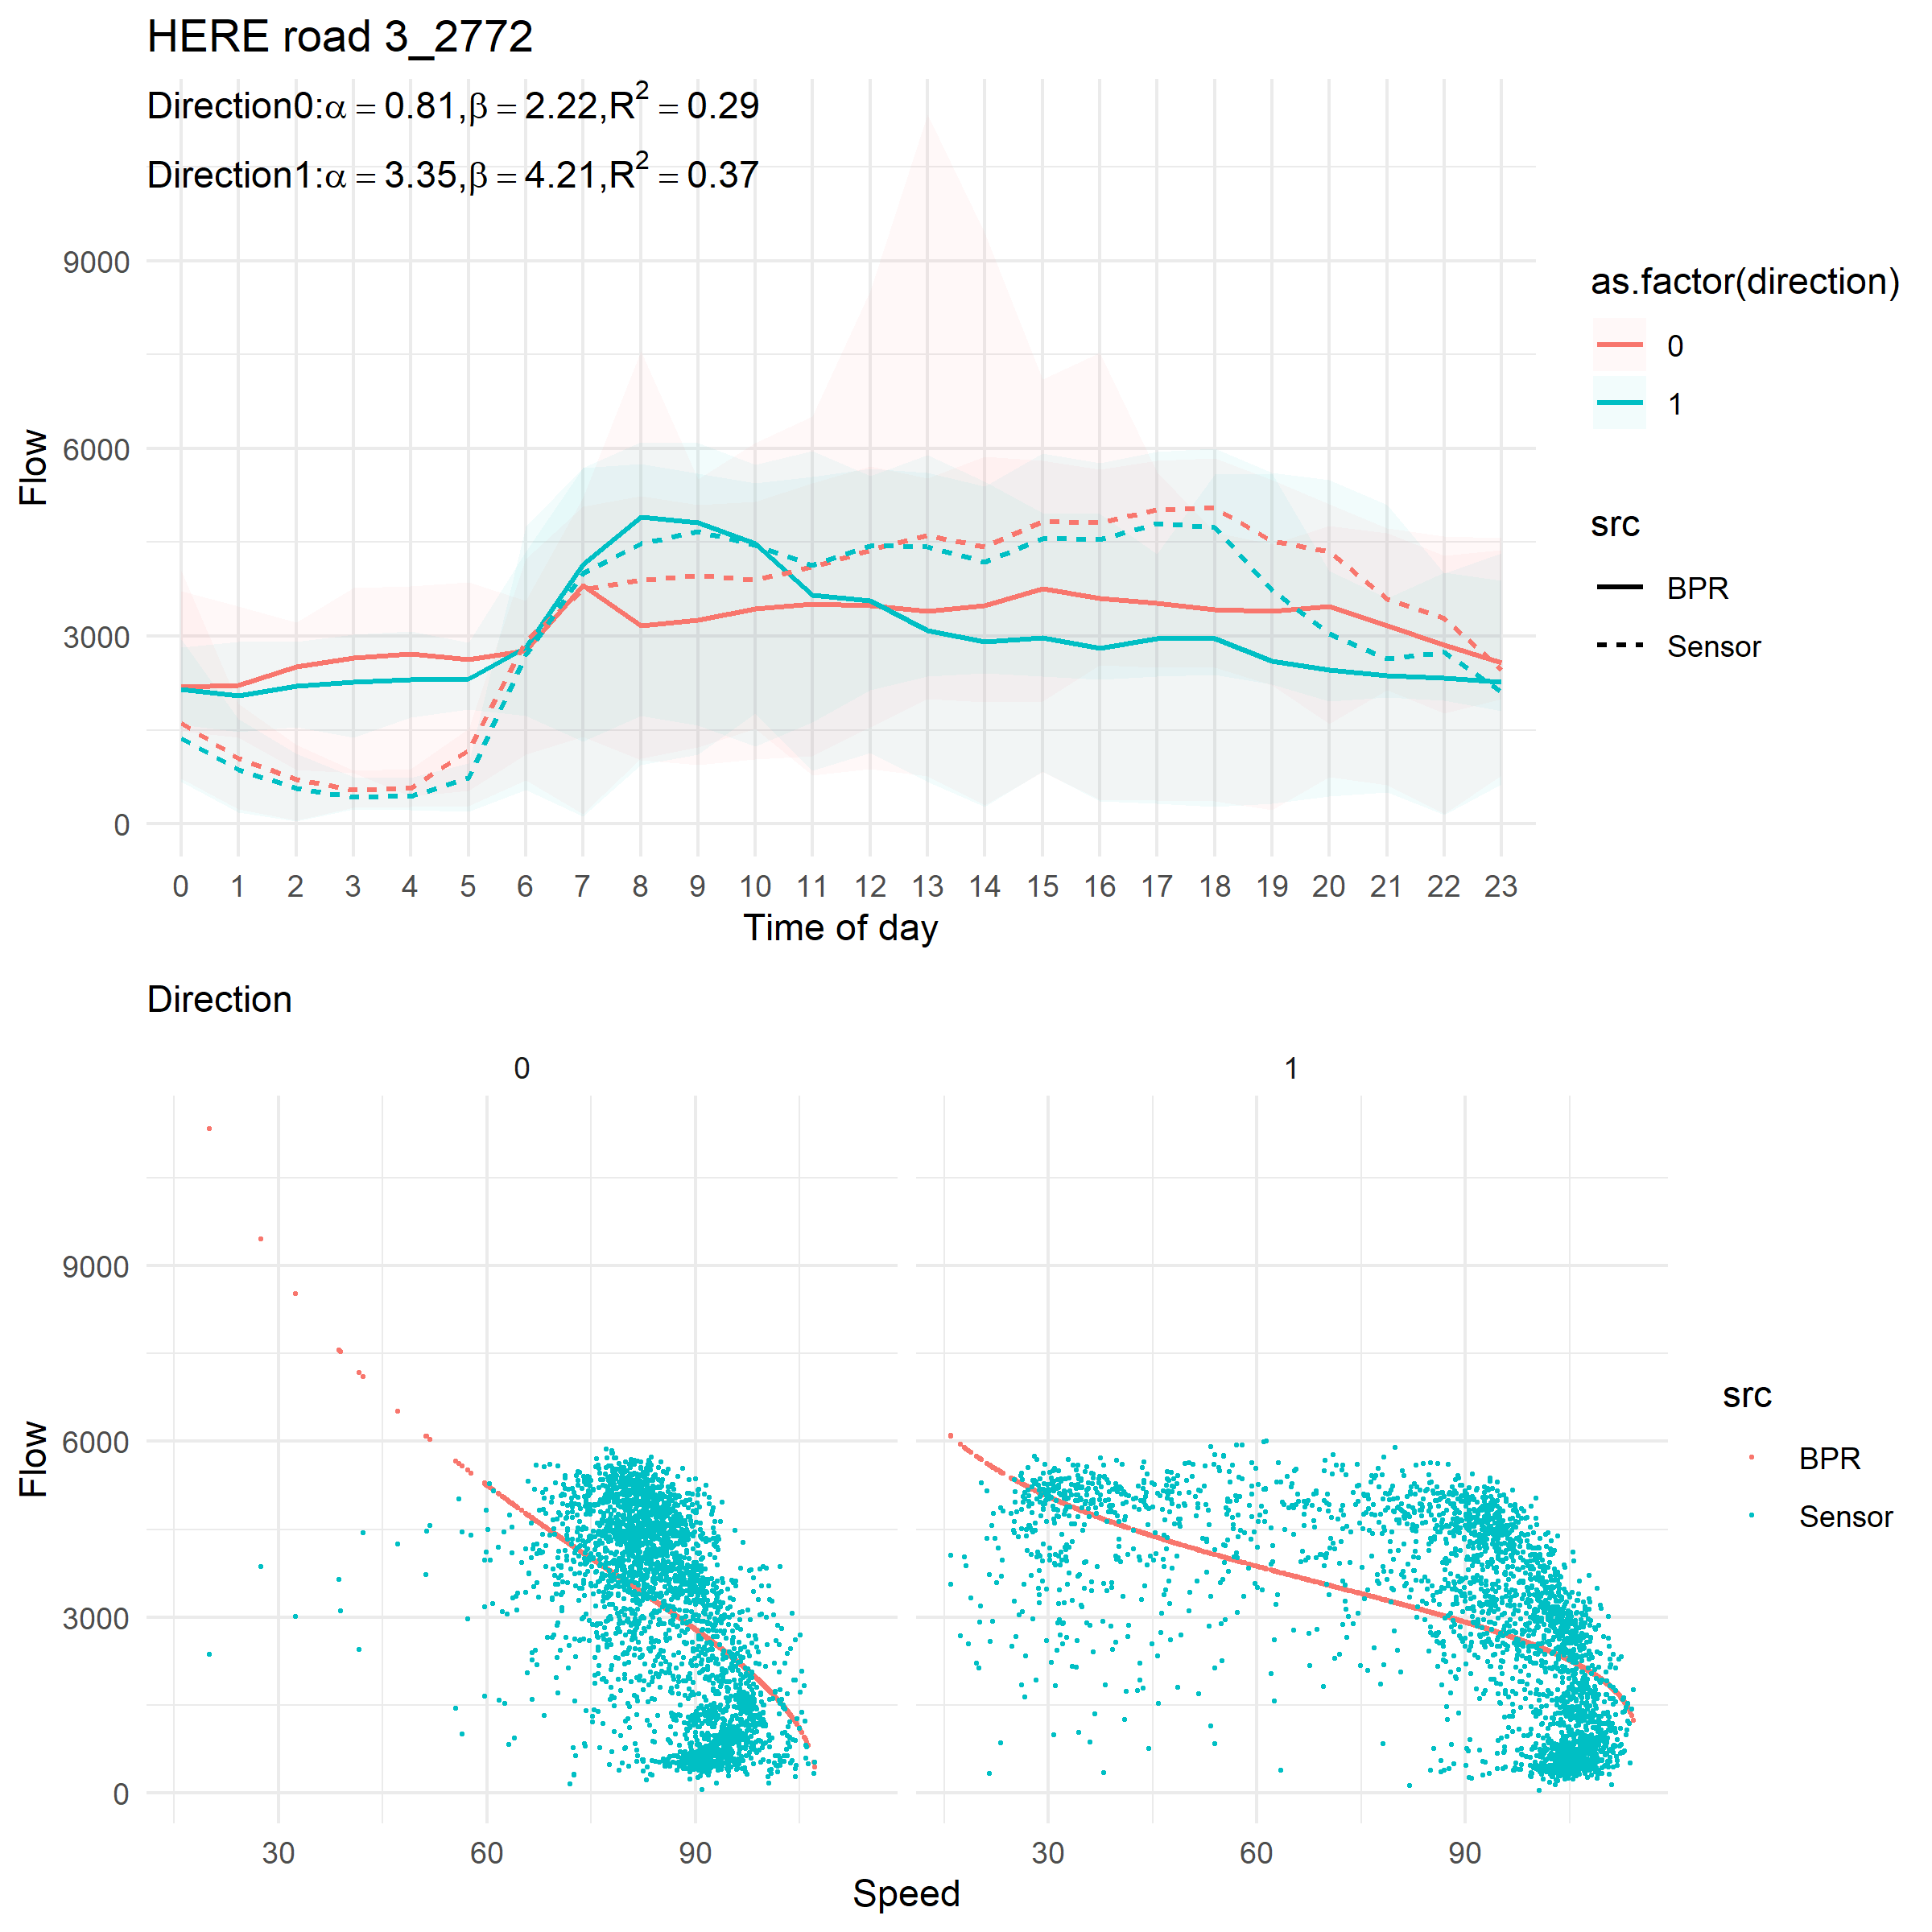 HERE road 3_2772
Direction0:α = 0.81,β = 2.22,R² = 0.29
Direction1:α = 3.35,β = 4.21,R² = 0.37
9000
6000
3000
0
Flow
0 1 2 3 4 5 6 7 8 9 10 11 12 13 14 15 16 17 18 19 20 21 22 23
Time of day
as.factor(direction)
0
1
src
BPR
Sensor
Direction
0 1
9000
6000
3000
0
Flow
30 60 90 30 60 90
Speed
src
BPR
Sensor